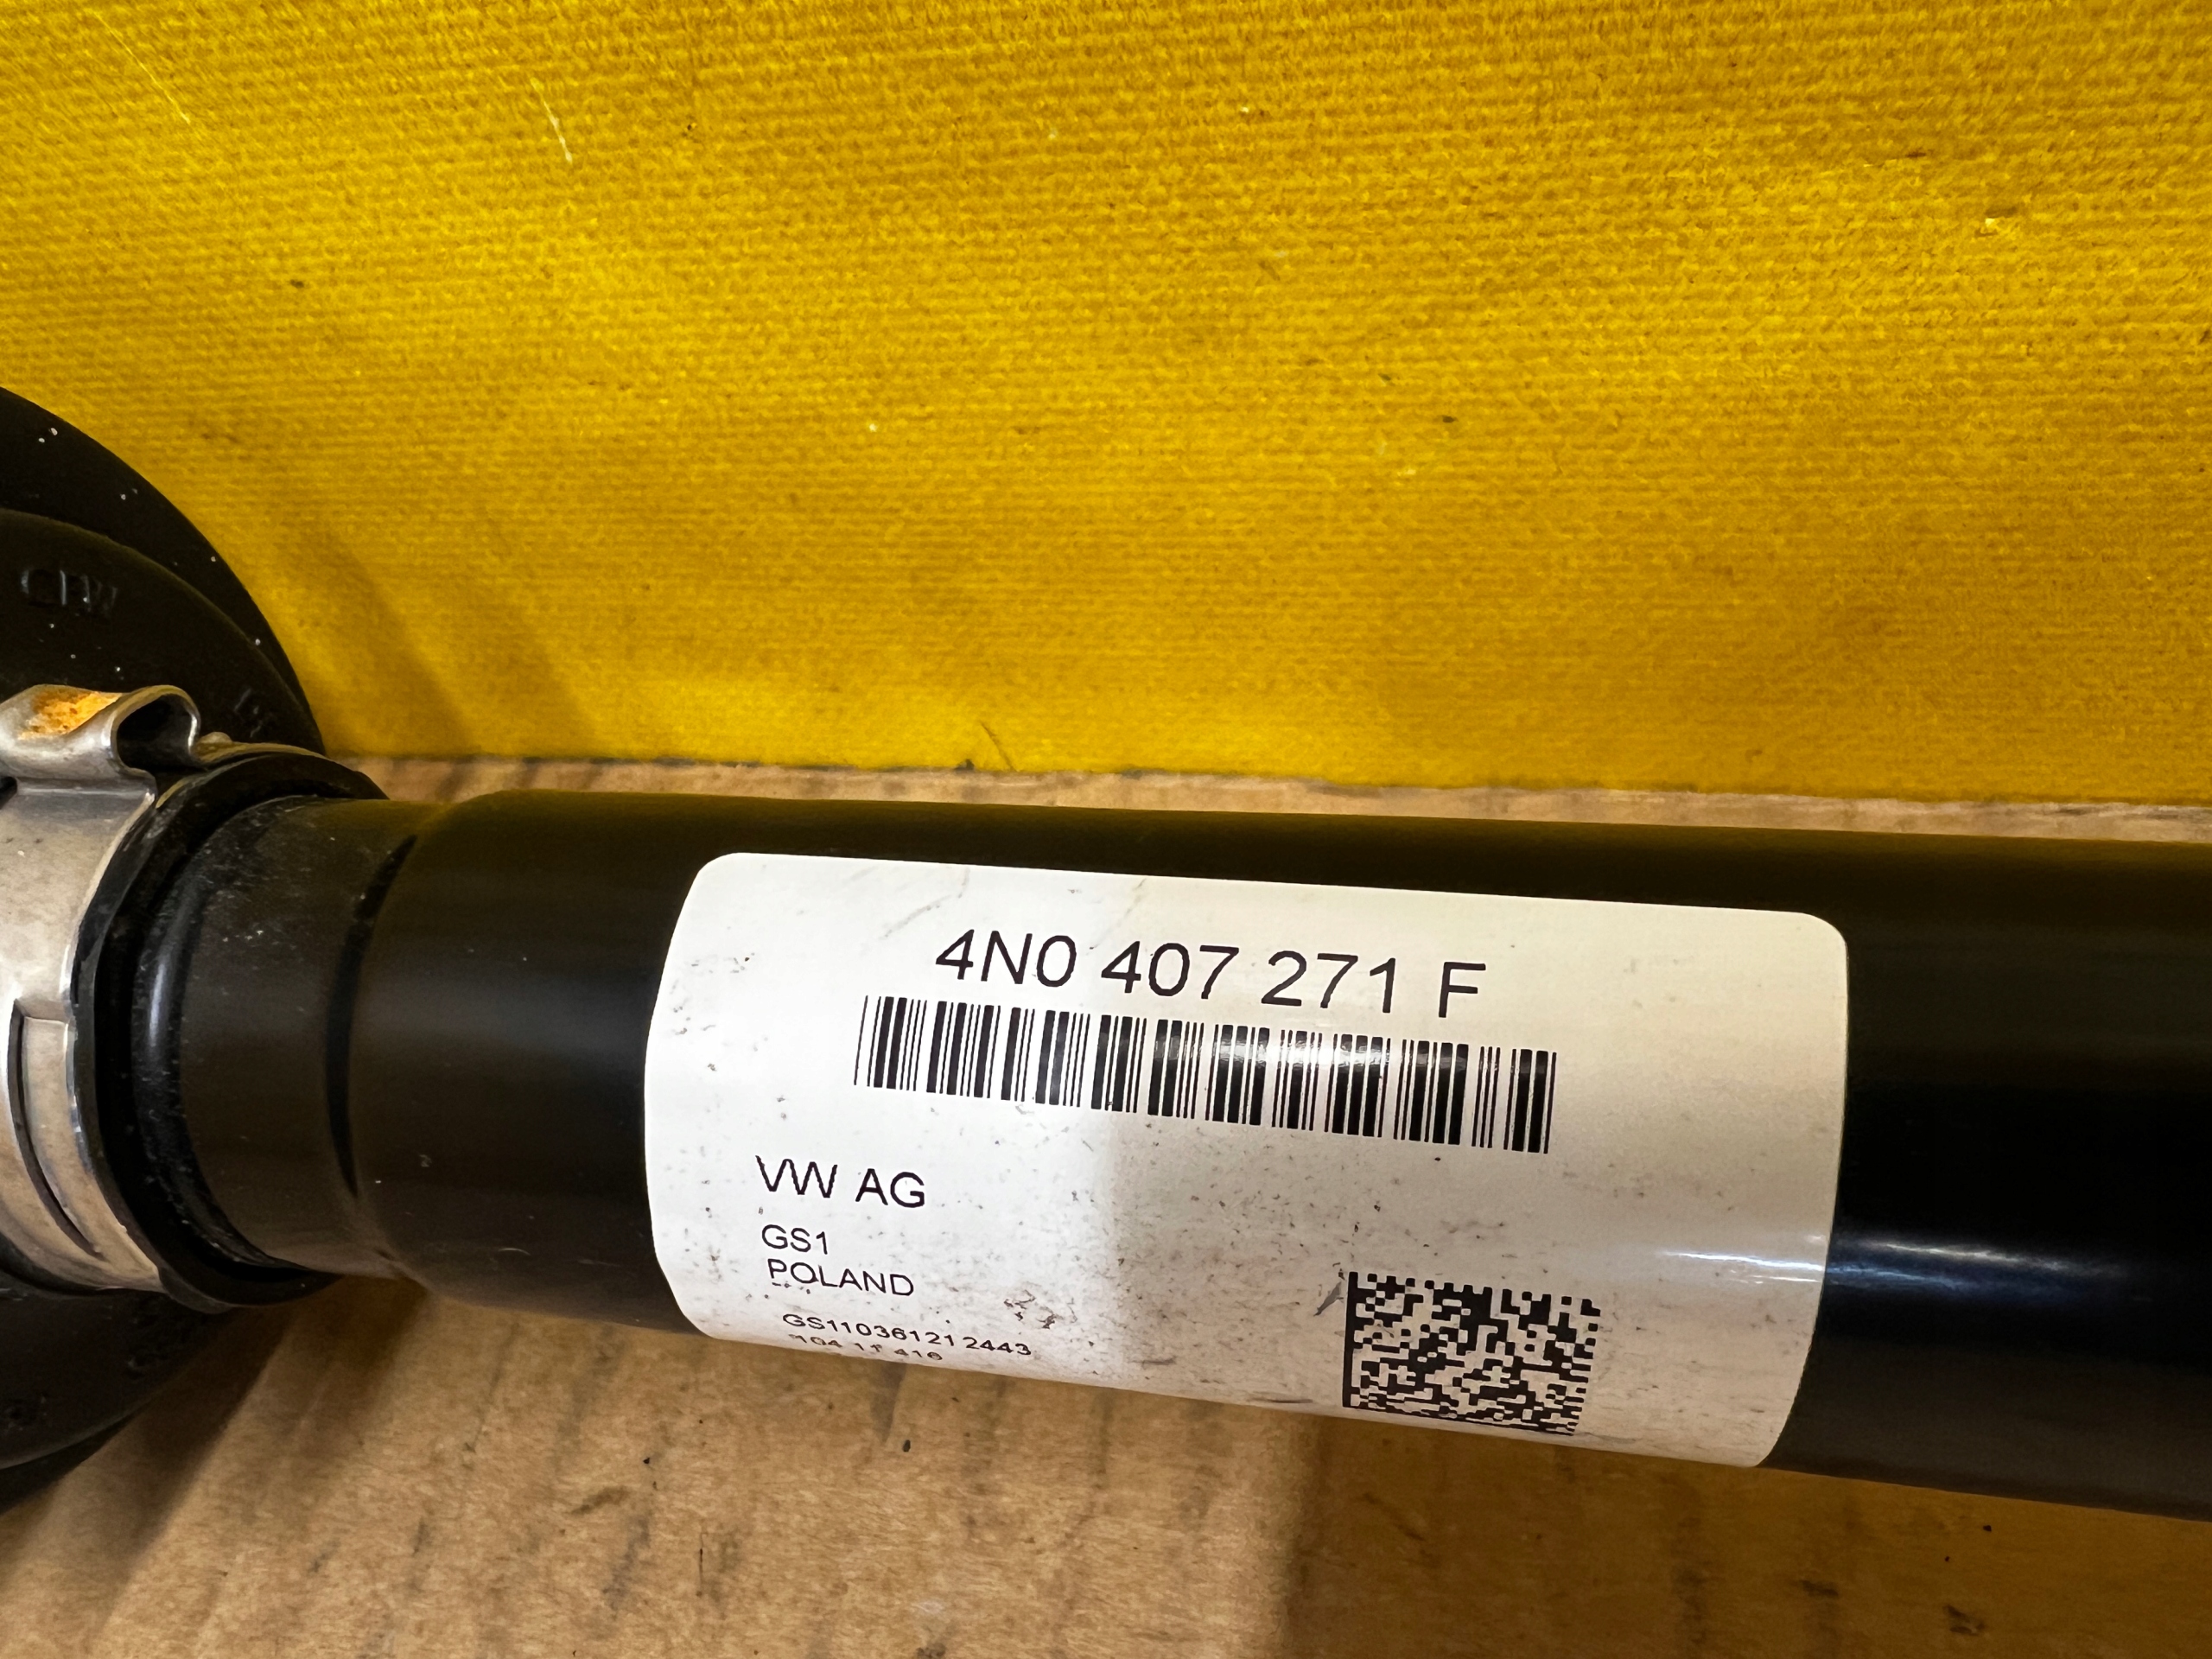 4N0 407 271 F
VW AG
GS1
POLAND
GS110361212443